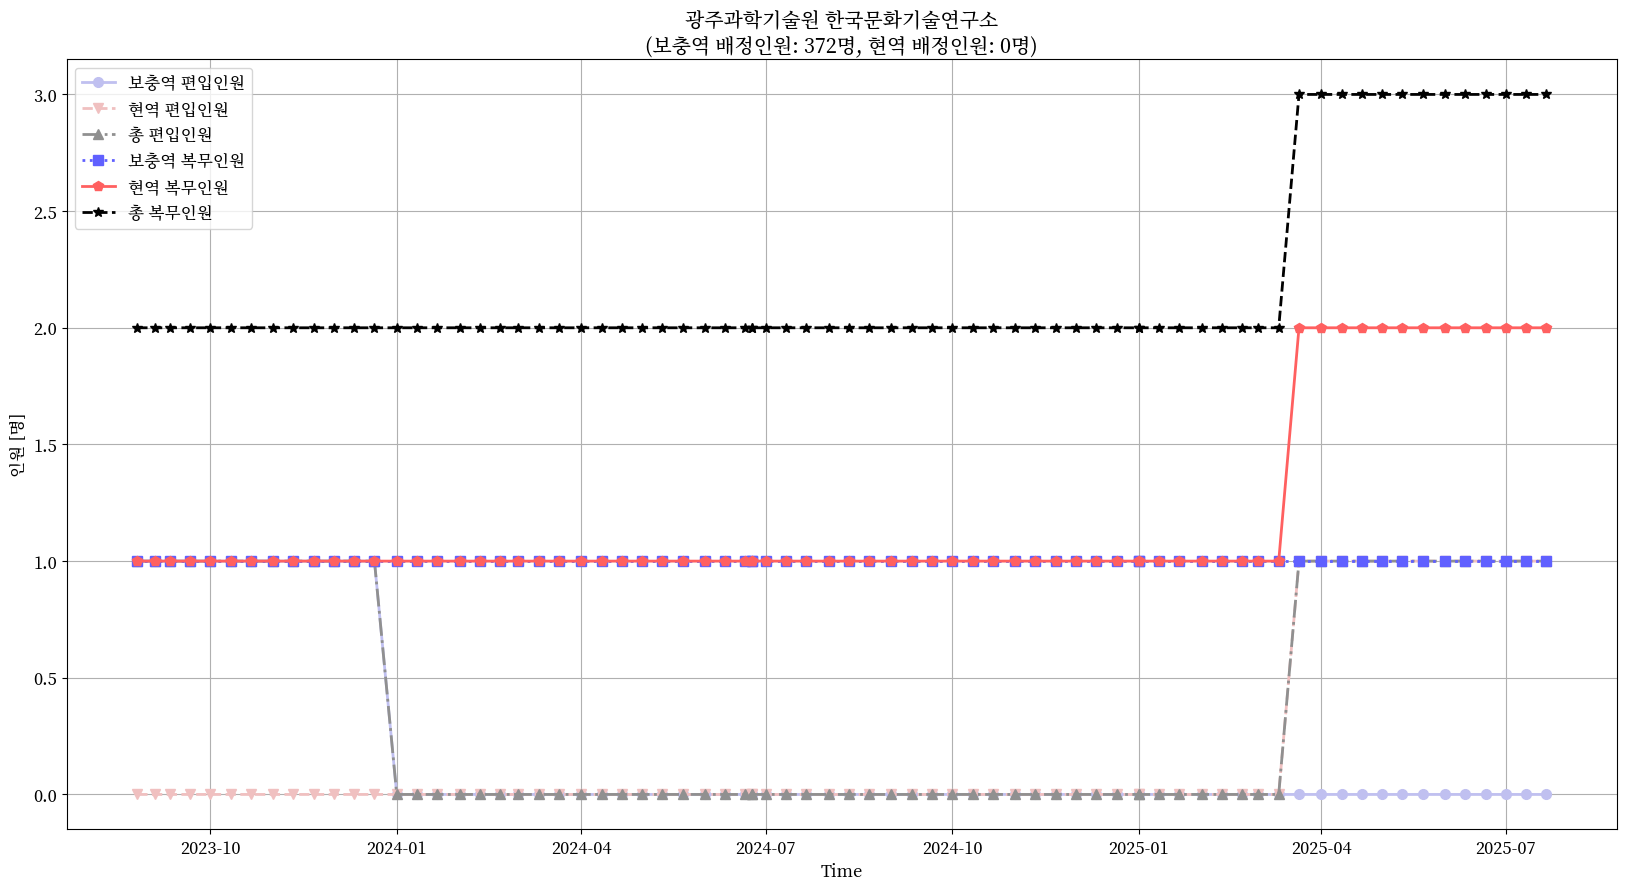 광주과학기술원 한국문화기술연구소
(보충역 배정인원: 372명, 현역 배정인원: 0명)
보충역 편입인원
현역 편입인원
총 편입인원
보충역 복무인원
현역 복무인원
총 복무인원
인원 [명]
3.0
2.5
2.0
1.5
1.0
0.5
0.0
2023-10
2024-01
2024-04
2024-07
2024-10
2025-01
2025-04
2025-07
Time